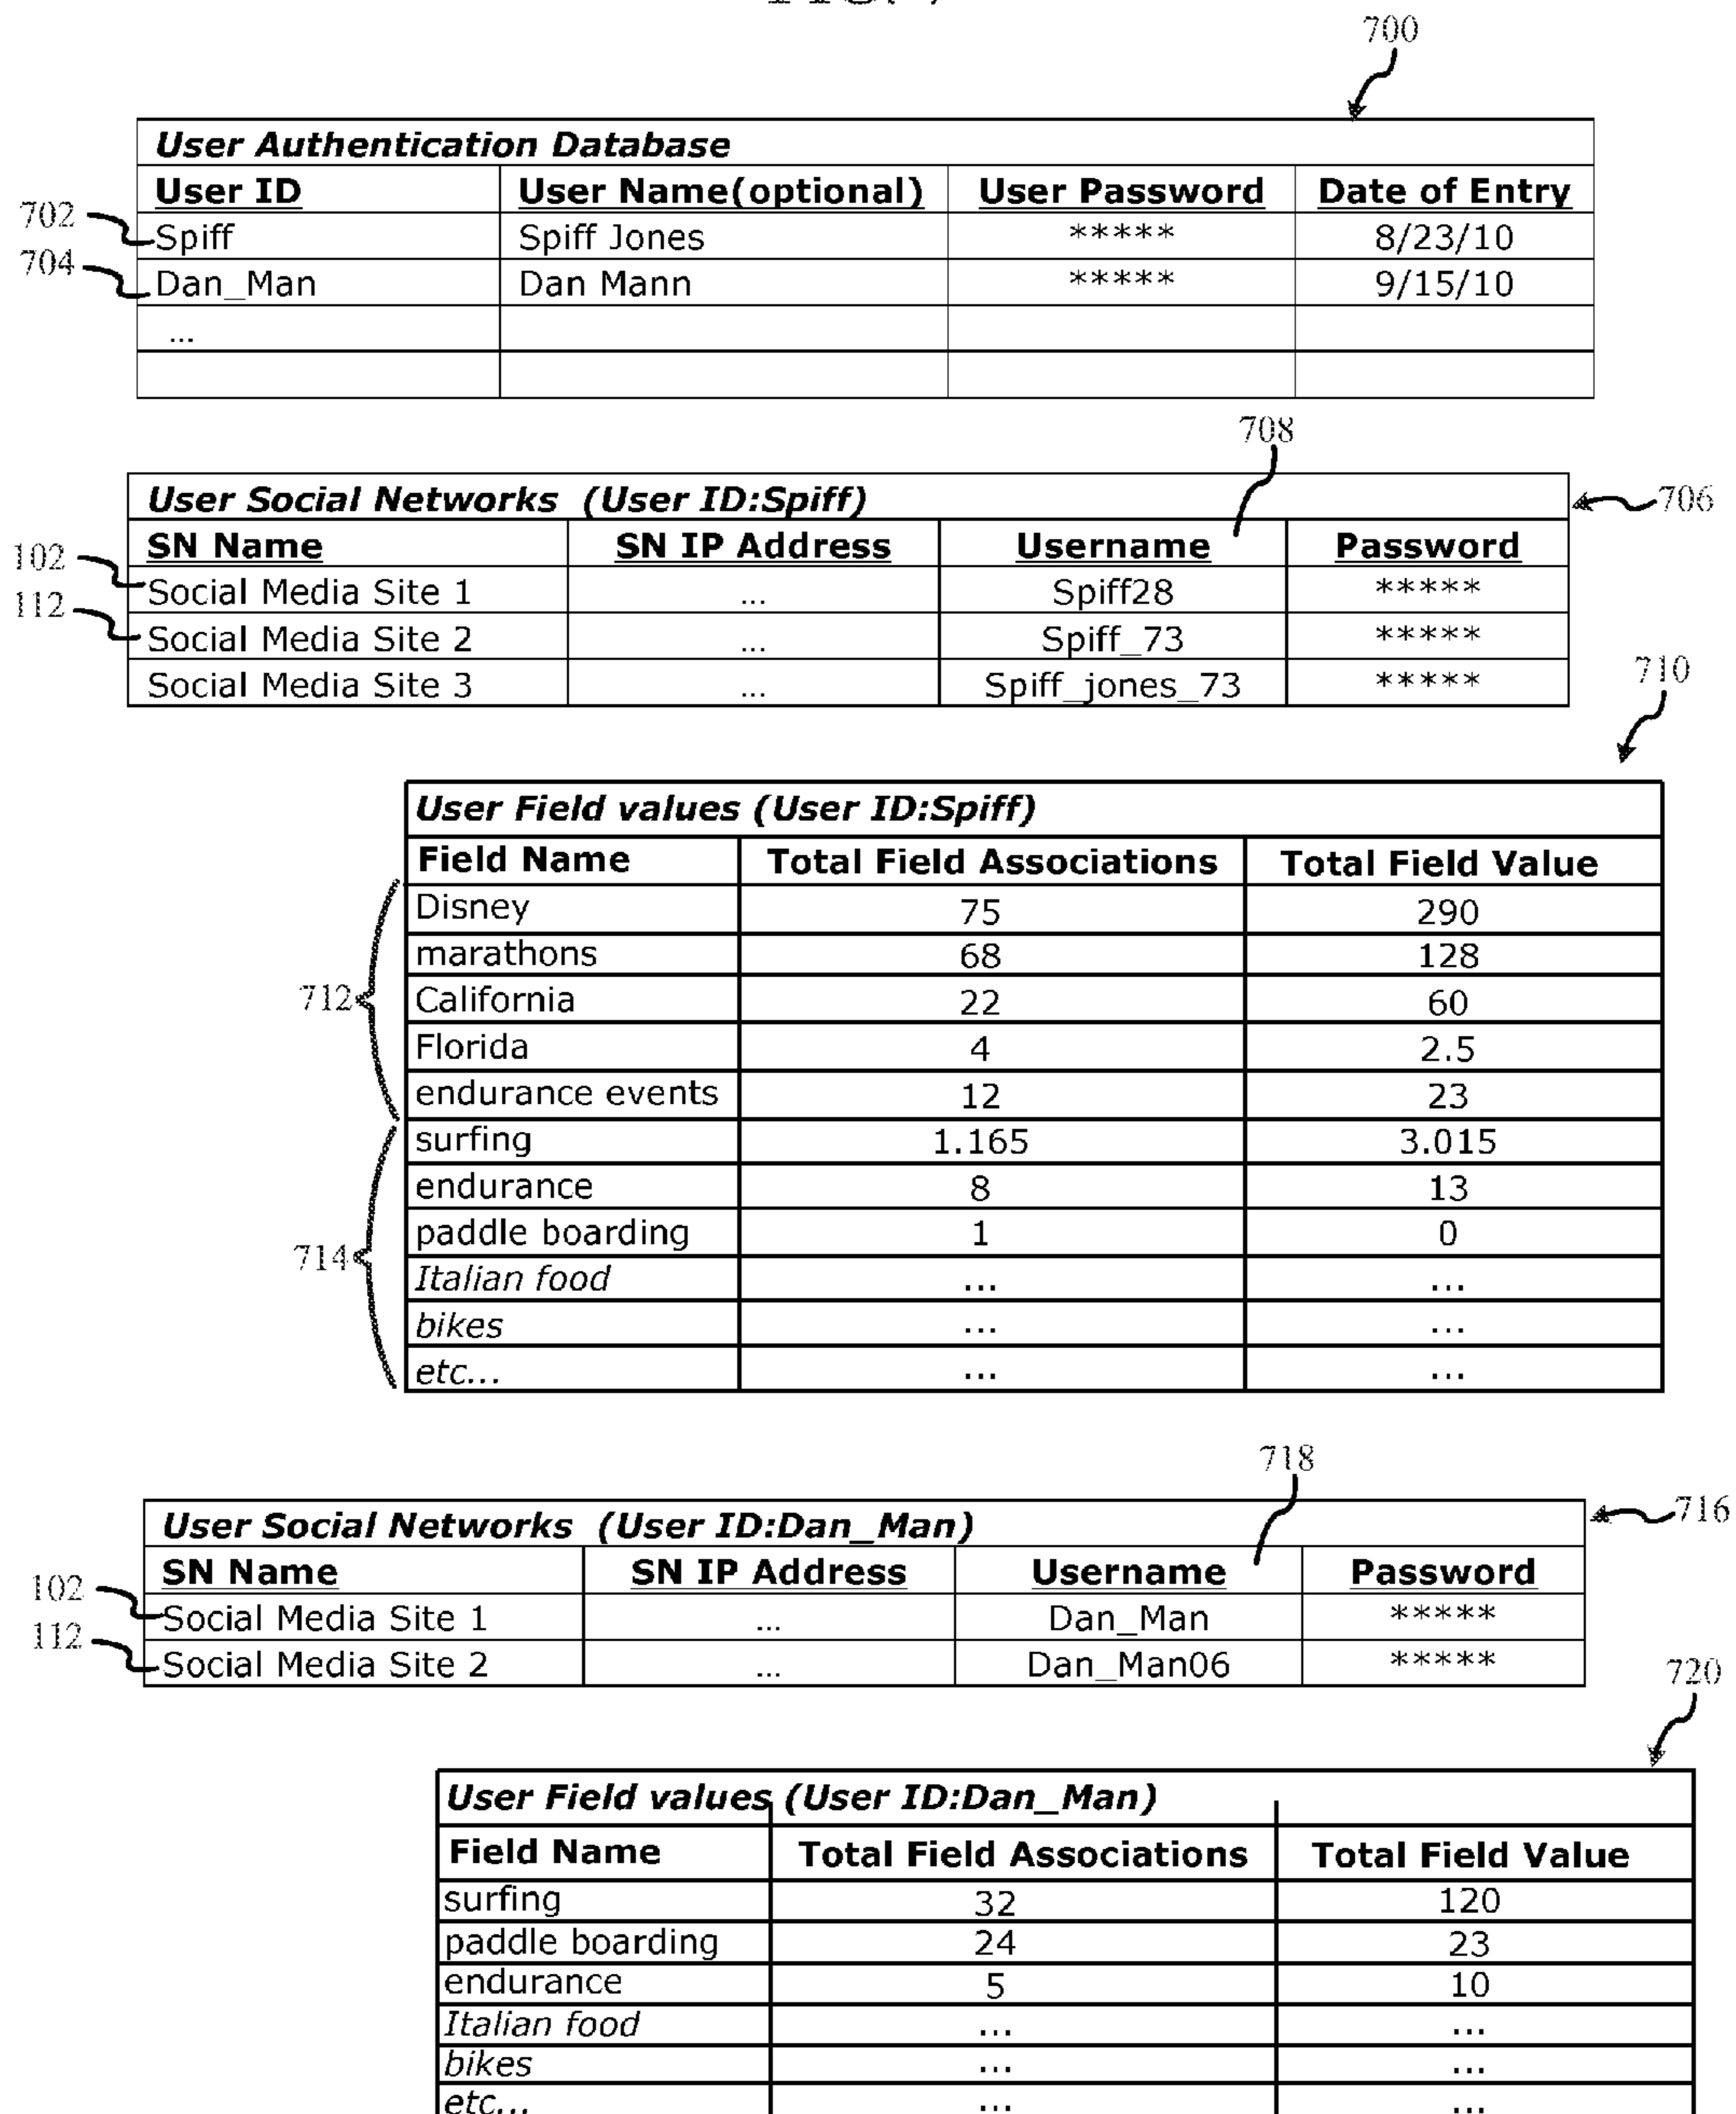 700
User Authentication Database
User ID User Name(optional) User Password Date of Entry
702 Spiff Spiff Jones ***** 8/23/10
704 Dan_Man Dan Mann ***** 9/15/10
...
708
User Social Networks (User ID:Spiff) 706
SN Name SN IP Address Username Password
102 Social Media Site 1 ... Spiff28 *****
112 Social Media Site 2 ... Spiff_73 *****
Social Media Site 3 ... Spiff_jones_73 *****
710
User Field values (User ID:Spiff)
Field Name Total Field Associations Total Field Value
Disney 75 290
marathons 68 128
712 California 22 60
Florida 4 2.5
endurance events 12 23
surfing 1.165 3.015
endurance 8 13
paddle boarding 1 0
714 Italian food ... ...
bikes ... ...
etc... ... ...
718
User Social Networks (User ID:Dan_Man) 716
SN Name SN IP Address Username Password
102 Social Media Site 1 ... Dan_Man *****
112 Social Media Site 2 ... Dan_Man06 *****
720
User Field values (User ID:Dan_Man)
Field Name Total Field Associations Total Field Value
surfing 32 120
paddle boarding 24 23
endurance 5 10
Italian food ... ...
bikes ... ...
etc... ... ...